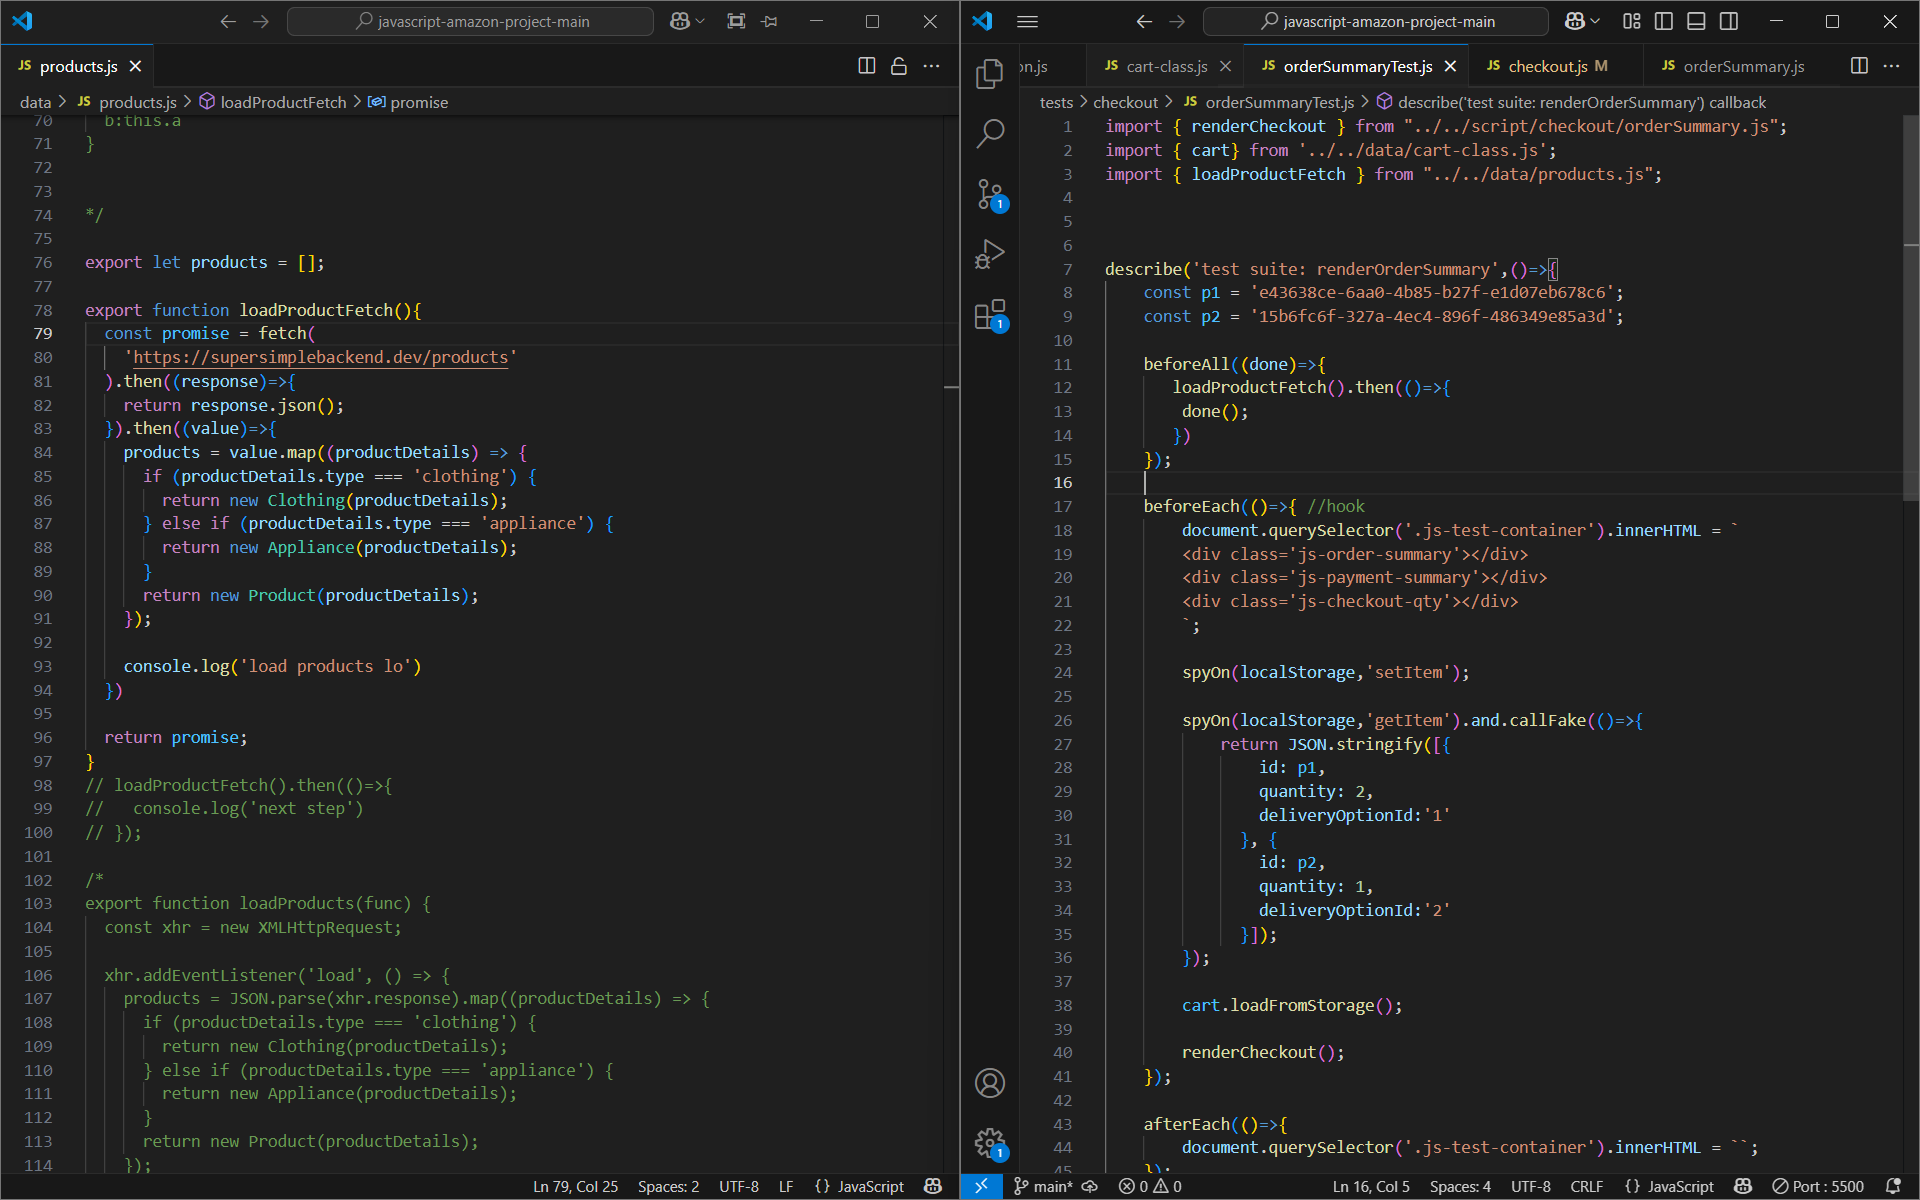 javascript-amazon-project-main
JS products.js
data > JS products.js > loadProductFetch > promise
70 b:this.a
71 }
72
73
74 */
75
76 export let products = [];
77
78 export function loadProductFetch(){
79 const promise = fetch(
80 'https://supersimplebackend.dev/products'
81 ).then((response)=>{
82 return response.json();
83 }).then((value)=>{
84 products = value.map((productDetails) => {
85 if (productDetails.type === 'clothing') {
86 return new Clothing(productDetails);
87 } else if (productDetails.type === 'appliance') {
88 return new Appliance(productDetails);
89 }
90 return new Product(productDetails);
91 });
92
93 console.log('load products lo')
94 })
95
96 return promise;
97 }
98 // loadProductFetch().then(()=>{
99 // console.log('next step')
100 // });
101
102 /*
103 export function loadProducts(func) {
104 const xhr = new XMLHttpRequest;
105
106 xhr.addEventListener('load', () => {
107 products = JSON.parse(xhr.response).map((productDetails) => {
108 if (productDetails.type === 'clothing') {
109 return new Clothing(productDetails);
110 } else if (productDetails.type === 'appliance') {
111 return new Appliance(productDetails);
112 }
113 return new Product(productDetails);
114 });
Ln 79, Col 25 Spaces: 2 UTF-8 LF {} JavaScript
javascript-amazon-project-main
on.js JS cart-class.js JS orderSummaryTest.js JS checkout.js M JS orderSummary.js
tests > checkout > JS orderSummaryTest.js > describe('test suite: renderOrderSummary') callback
1 import { renderCheckout } from "../../script/checkout/orderSummary.js";
2 import { cart} from '../../data/cart-class.js';
3 import { loadProductFetch } from "../../data/products.js";
4
5
6
7 describe('test suite: renderOrderSummary',()=>{
8 const p1 = 'e43638ce-6aa0-4b85-b27f-e1d07eb678c6';
9 const p2 = '15b6fc6f-327a-4ec4-896f-486349e85a3d';
10
11 beforeAll((done)=>{
12 loadProductFetch().then(()=>{
13 done();
14 })
15 });
16
17 beforeEach(()=>{ //hook
18 document.querySelector('.js-test-container').innerHTML = `
19 <div class='js-order-summary'></div>
20 <div class='js-payment-summary'></div>
21 <div class='js-checkout-qty'></div>
22 `;
23
24 spyOn(localStorage,'setItem');
25
26 spyOn(localStorage,'getItem').and.callFake(()=>{
27 return JSON.stringify([{
28 id: p1,
29 quantity: 2,
30 deliveryOptionId:'1'
31 }, {
32 id: p2,
33 quantity: 1,
34 deliveryOptionId:'2'
35 }]);
36 });
37
38 cart.loadFromStorage();
39
40 renderCheckout();
41 });
42
43 afterEach(()=>{
44 document.querySelector('.js-test-container').innerHTML = ``;
45 });
1
1
1
main* 0 0 Ln 16, Col 5 Spaces: 4 UTF-8 CRLF {} JavaScript Port : 5500